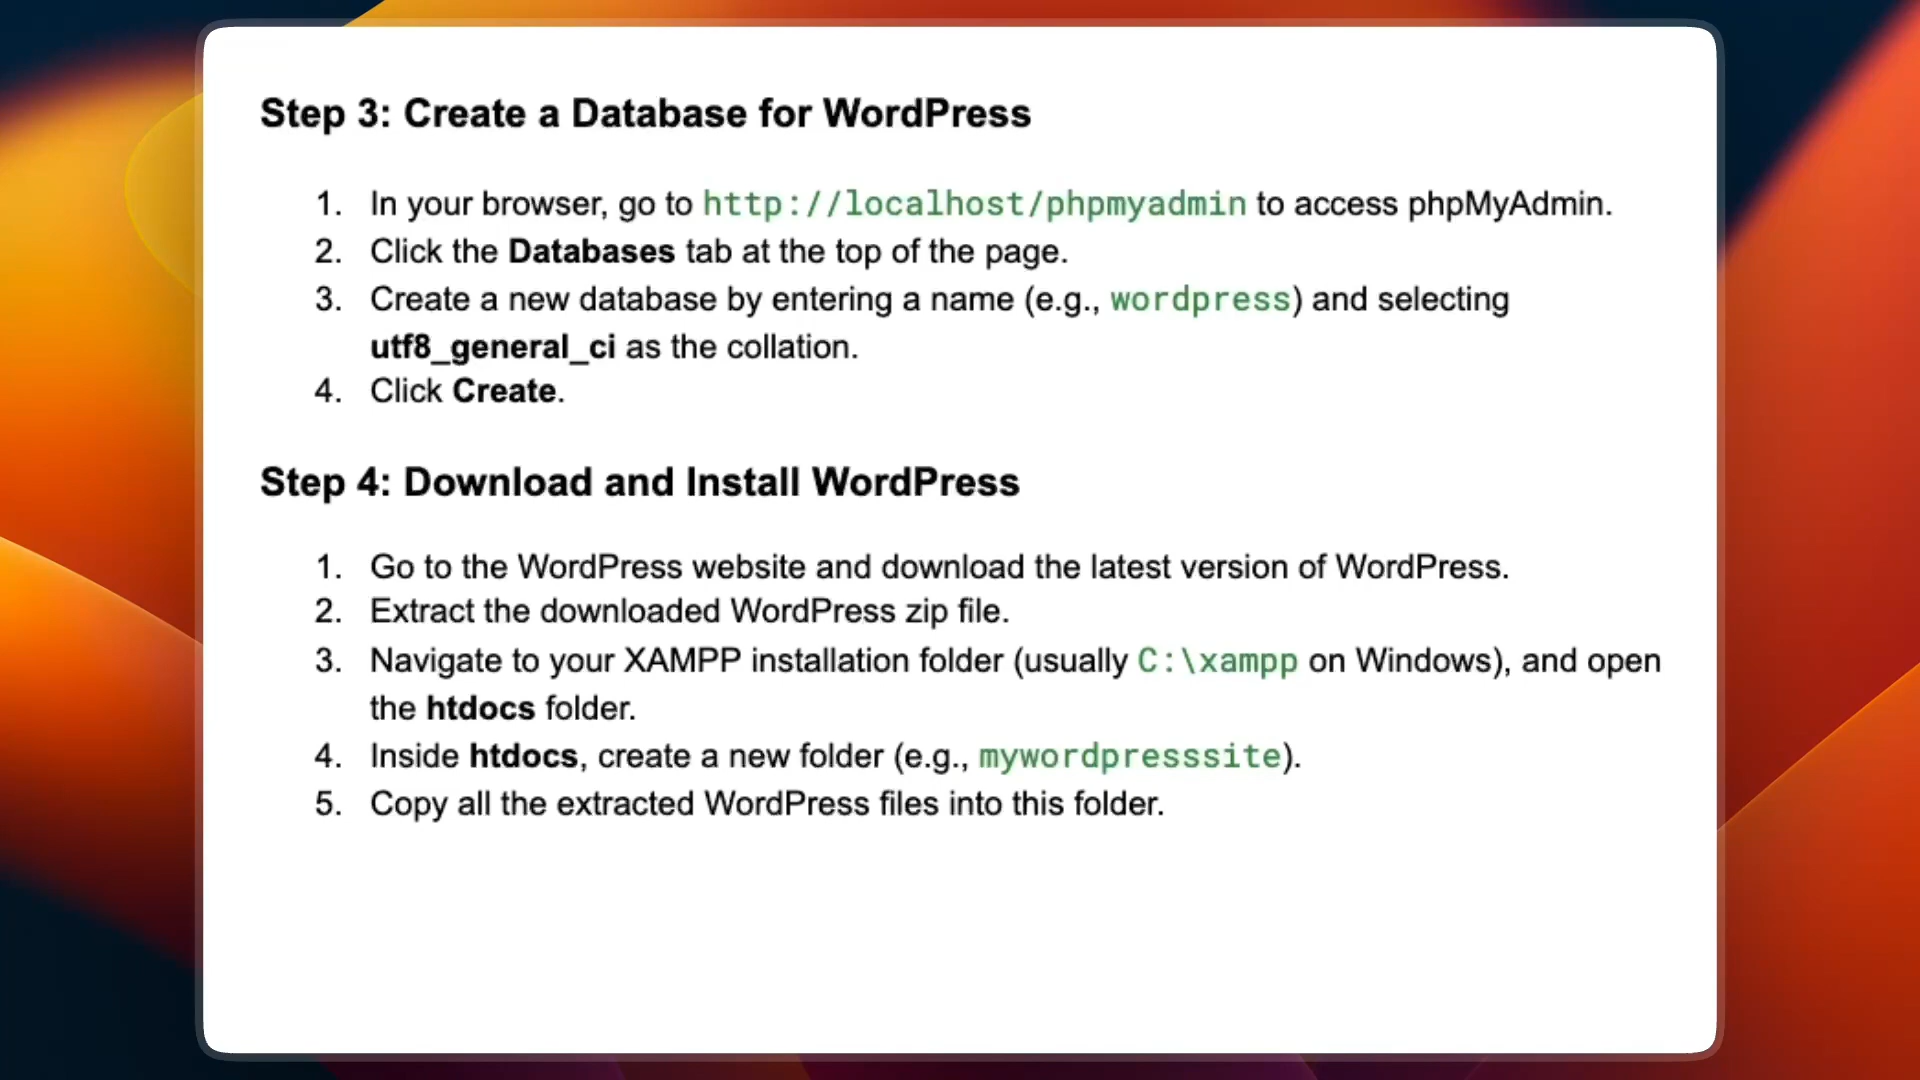 Step 3: Create a Database for WordPress
1. In your browser, go to http://localhost/phpmyadmin to access phpMyAdmin.
2. Click the Databases tab at the top of the page.
3. Create a new database by entering a name (e.g., wordpress) and selecting
utf8_general_ci as the collation.
4. Click Create.
Step 4: Download and Install WordPress
1. Go to the WordPress website and download the latest version of WordPress.
2. Extract the downloaded WordPress zip file.
3. Navigate to your XAMPP installation folder (usually C:\xampp on Windows), and open
the htdocs folder.
4. Inside htdocs, create a new folder (e.g., mywordpresssite).
5. Copy all the extracted WordPress files into this folder.